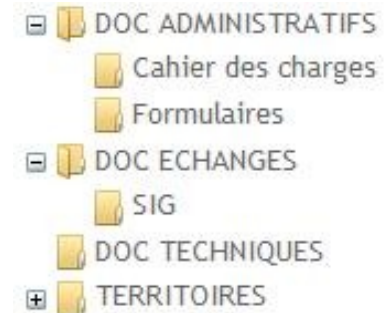 DOC ADMINISTRATIFS
Cahier des charges
Formulaires
DOC ECHANGES
SIG
DOC TECHNIQUES
TERRITOIRES